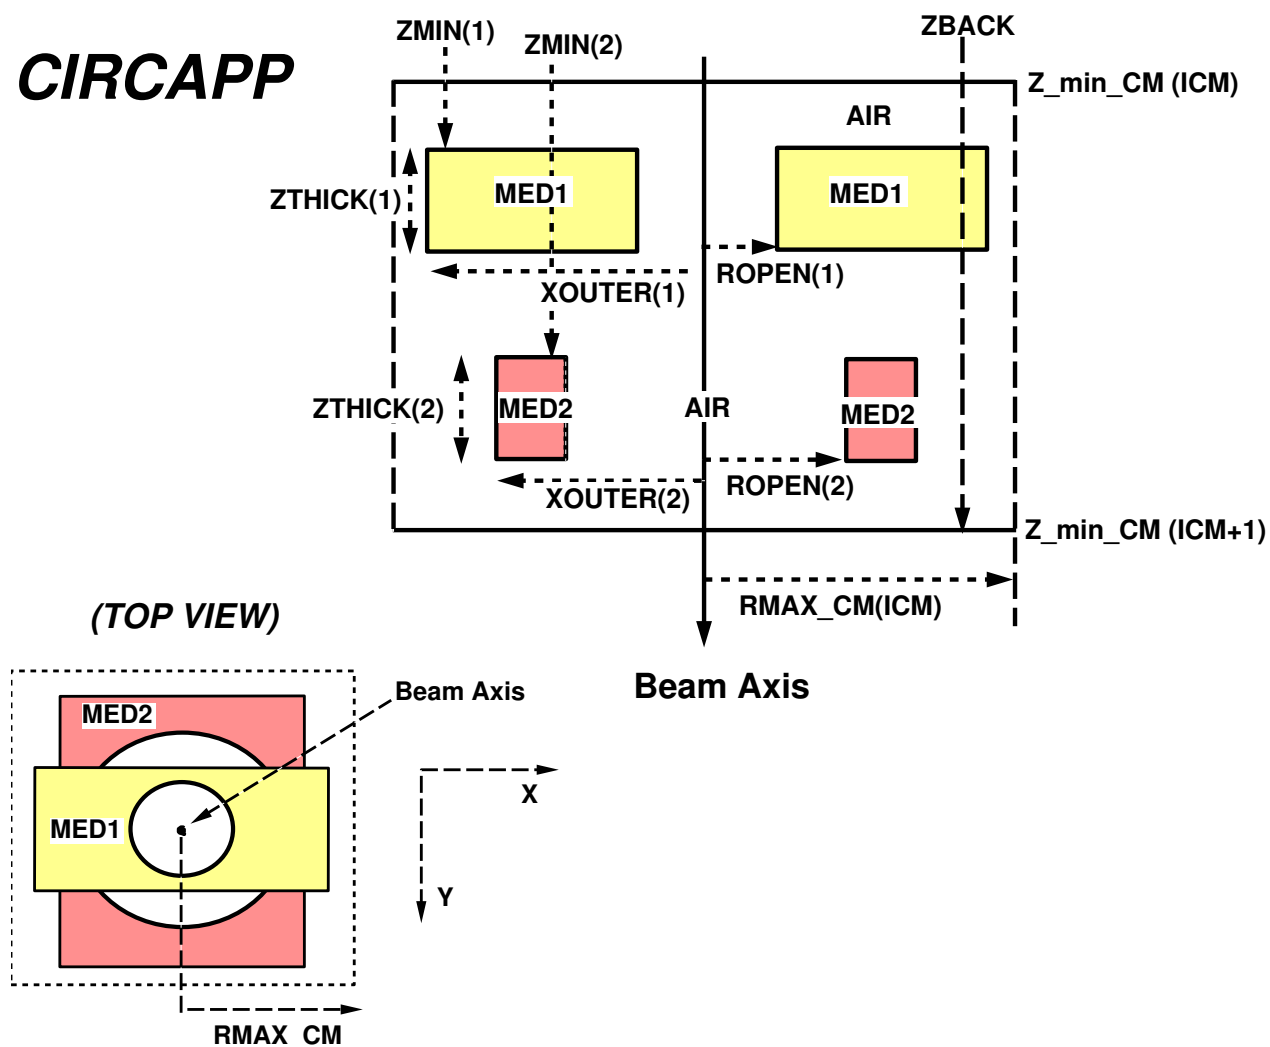 CIRCAPP
ZMIN(1)
ZMIN(2)
ZBACK
Z_min_CM (ICM)
AIR
ZTHICK(1)
MED1
MED1
ROPEN(1)
XOUTER(1)
ZTHICK(2)
MED2
AIR
MED2
ROPEN(2)
XOUTER(2)
Z_min_CM (ICM+1)
RMAX_CM(ICM)
(TOP VIEW)
Beam Axis
Beam Axis
MED2
X
MED1
Y
RMAX_CM